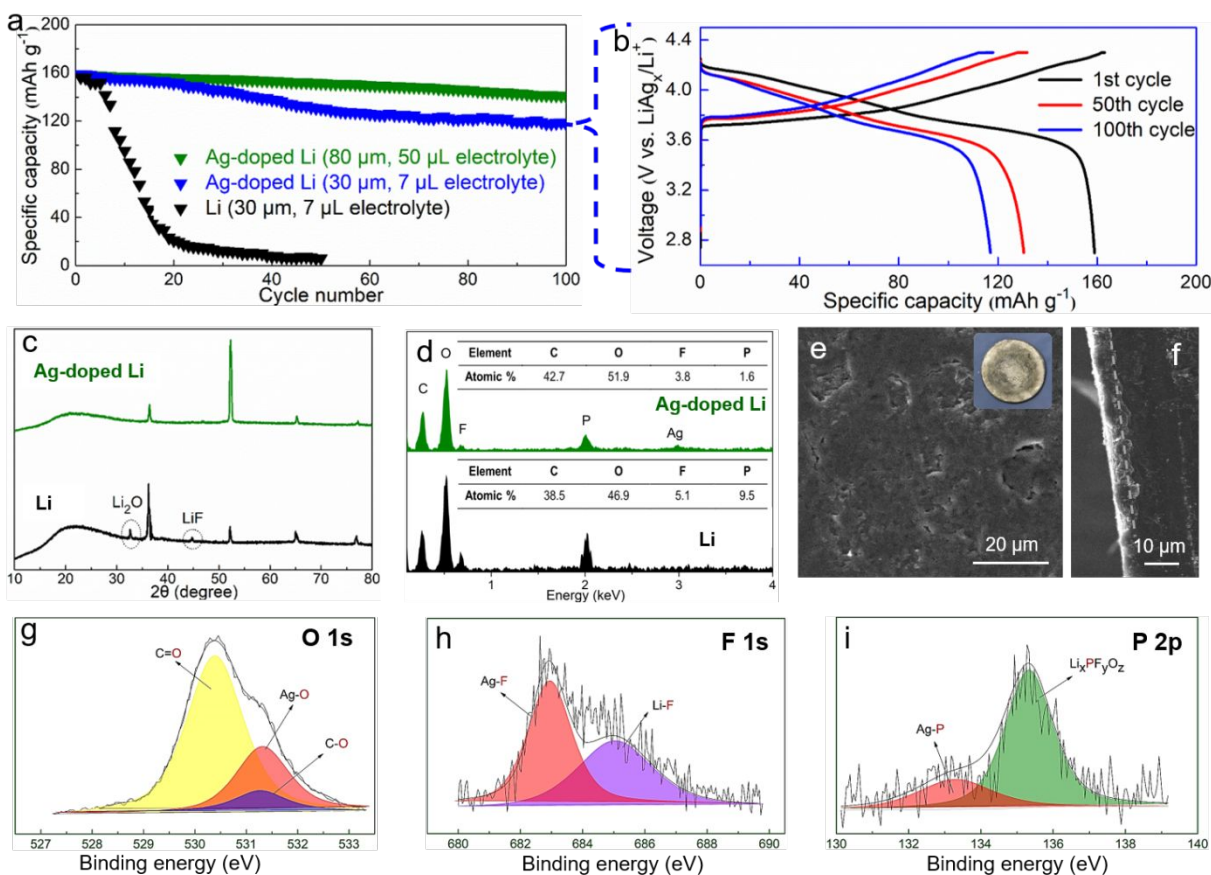 a
200
160
120
80
40
0
Specific capacity (mAh g⁻¹)
Ag-doped Li (80 μm, 50 μL electrolyte)
Ag-doped Li (30 μm, 7 μL electrolyte)
Li (30 μm, 7 μL electrolyte)
0 20 40 60 80 100
Cycle number
b
4.4
4.0
3.6
3.2
2.8
Voltage (V vs. LiAgₓ/Li⁺)
1st cycle
50th cycle
100th cycle
0 40 80 120 160 200
Specific capacity (mAh g⁻¹)
c
Ag-doped Li
Li
Li₂O
LiF
10 20 30 40 50 60 70 80
2θ (degree)
d
C
O
F
P
Ag
Element C O F P
Atomic % 42.7 51.9 3.8 1.6
Ag-doped Li
Element C O F P
Atomic % 38.5 46.9 5.1 9.5
Li
1 2 3 4
Energy (keV)
e
20 μm
f
10 μm
g
O 1s
C=O
Ag-O
C-O
527 528 529 530 531 532 533
Binding energy (eV)
h
F 1s
Ag-F
Li-F
680 682 684 686 688 690
Binding energy (eV)
i
P 2p
LiₓPFᵧO_z
Ag-P
130 132 134 136 138 140
Binding energy (eV)